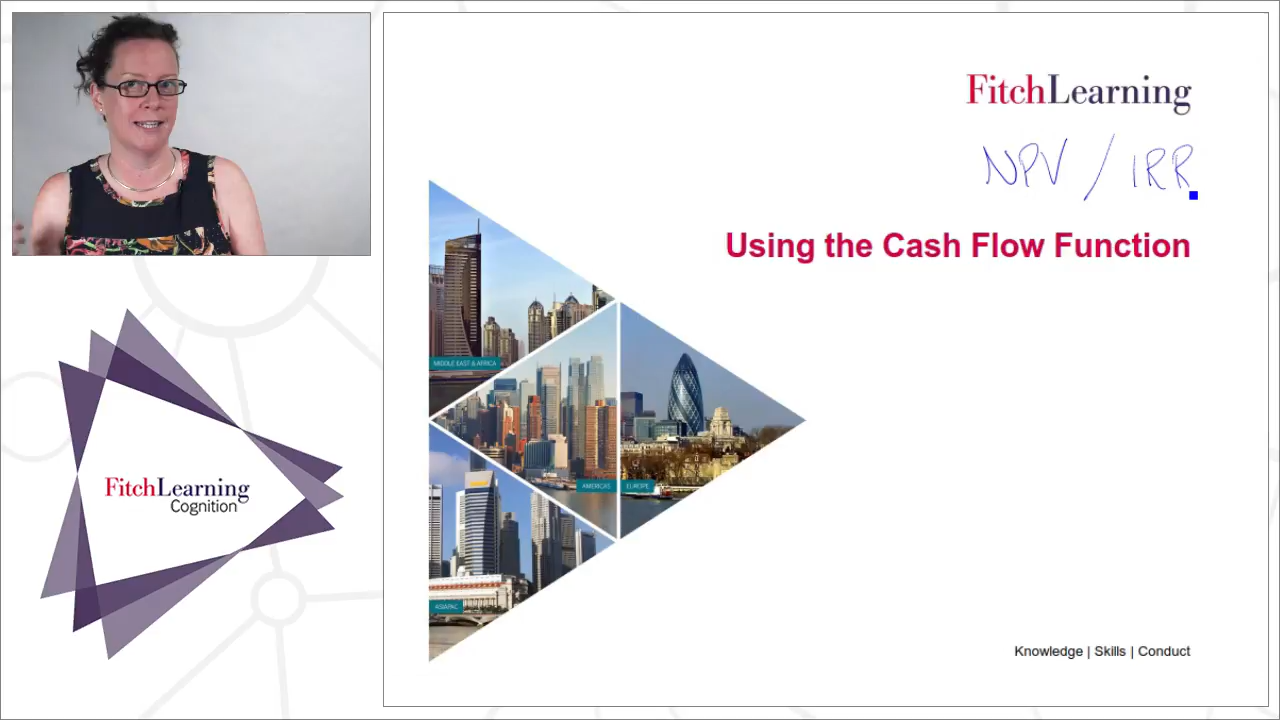 FitchLearning
NPV / IRR
Using the Cash Flow Function
MIDDLE EAST & AFRICA
AMERICAS
EUROPE
ASIAPAC
FitchLearning
Cognition
Knowledge | Skills | Conduct